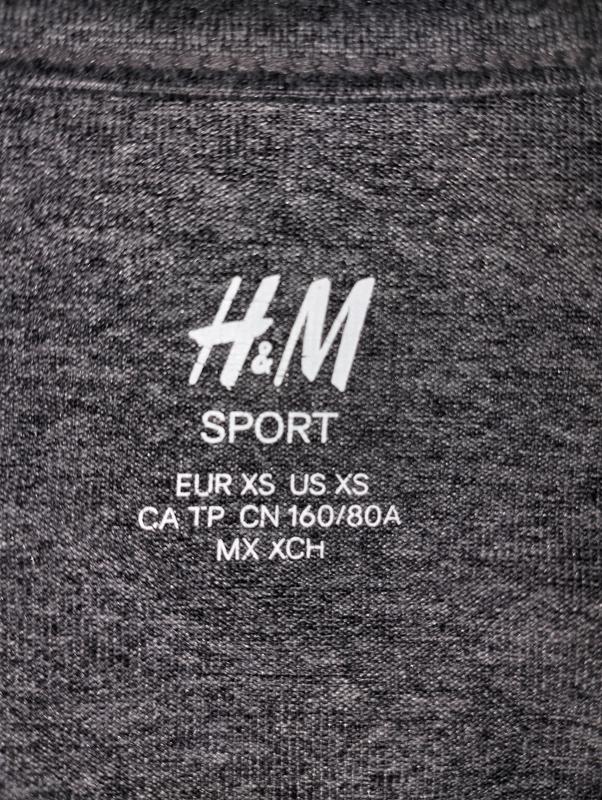 H&M
SPORT
EUR XS US XS
CA TP CN 160/80A
MX XCH